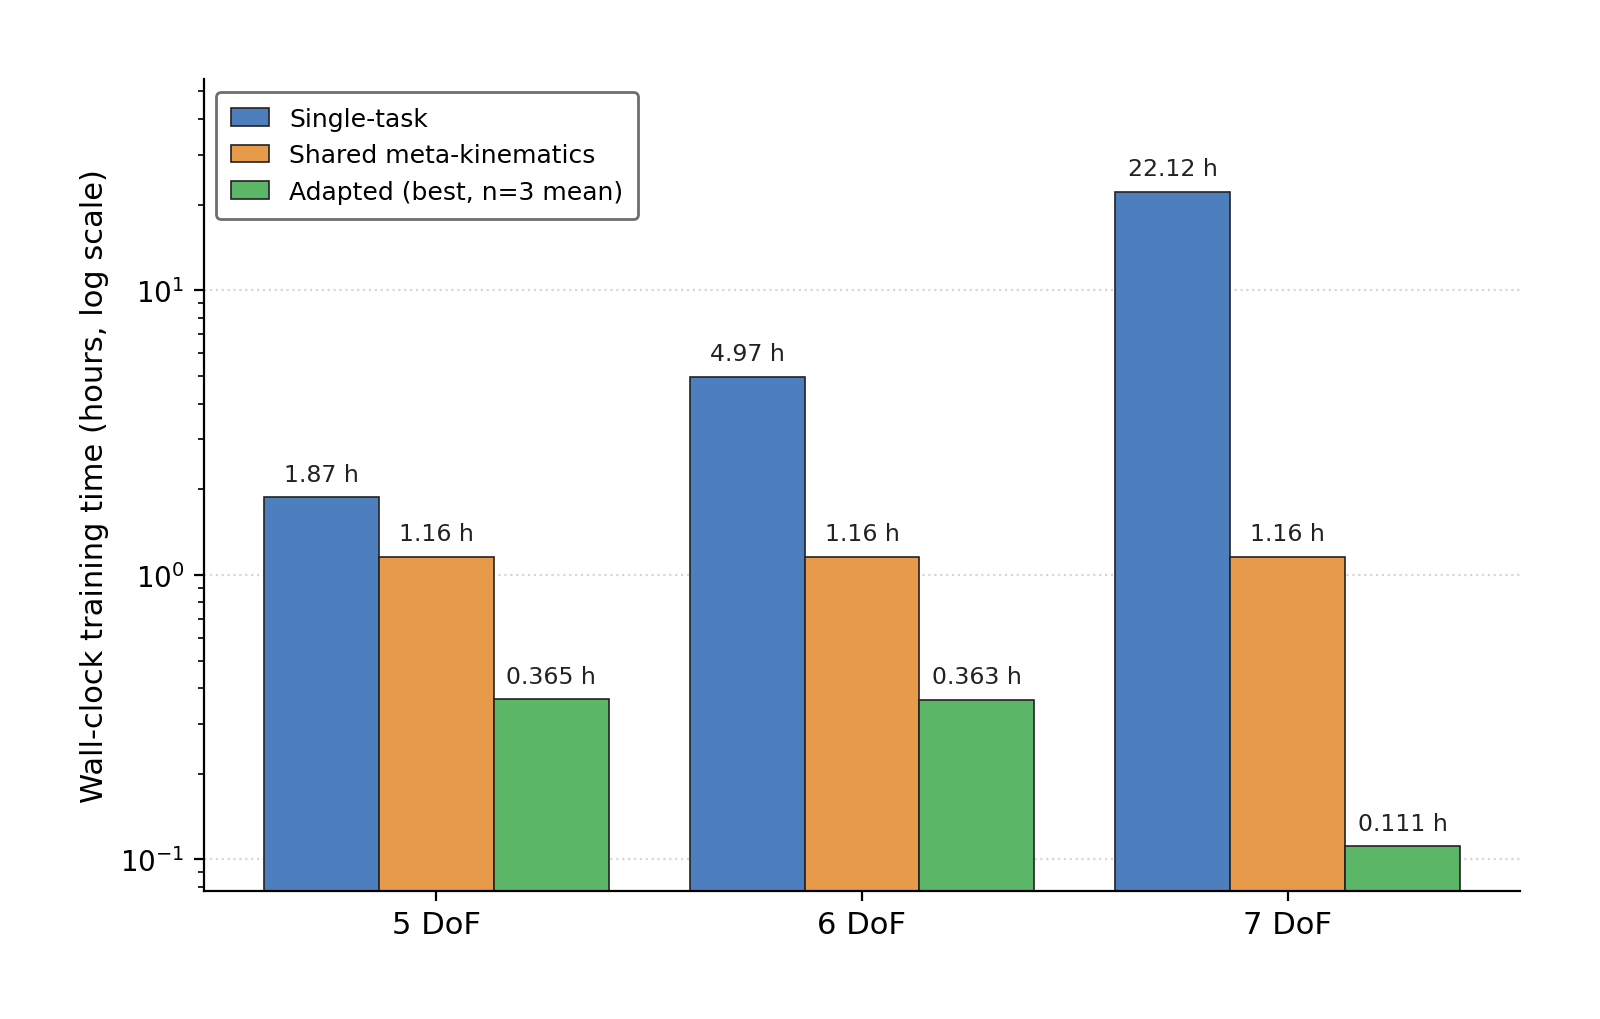 Single-task
Shared meta-kinematics
Adapted (best, n=3 mean)
Wall-clock training time (hours, log scale)
10¹
10⁰
10⁻¹
1.87 h
1.16 h
0.365 h
4.97 h
1.16 h
0.363 h
22.12 h
1.16 h
0.111 h
5 DoF
6 DoF
7 DoF